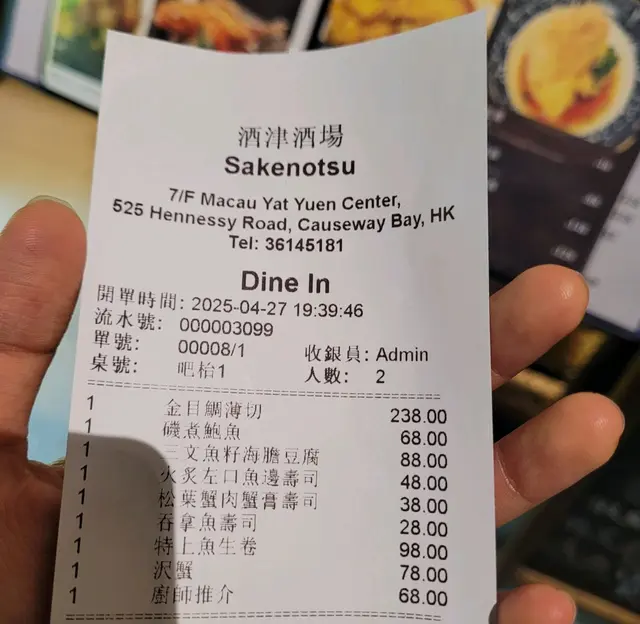 酒津酒場
Sakenotsu
7/F Macau Yat Yuen Center,
525 Hennessy Road, Causeway Bay, HK
Tel: 36145181
Dine In
開單時間: 2025-04-27 19:39:46
流水號: 000003099
單號: 00008/1 收銀員: Admin
桌號: 吧枱1 人數: 2
1 金目鯛薄切 238.00
1 磯煮鮑魚 68.00
1 三文魚籽海膽豆腐 88.00
1 火炙左口魚邊壽司 48.00
1 松葉蟹肉蟹膏壽司 38.00
1 吞拿魚壽司 28.00
1 特上魚生卷 98.00
1 沢蟹 78.00
1 廚師推介 68.00